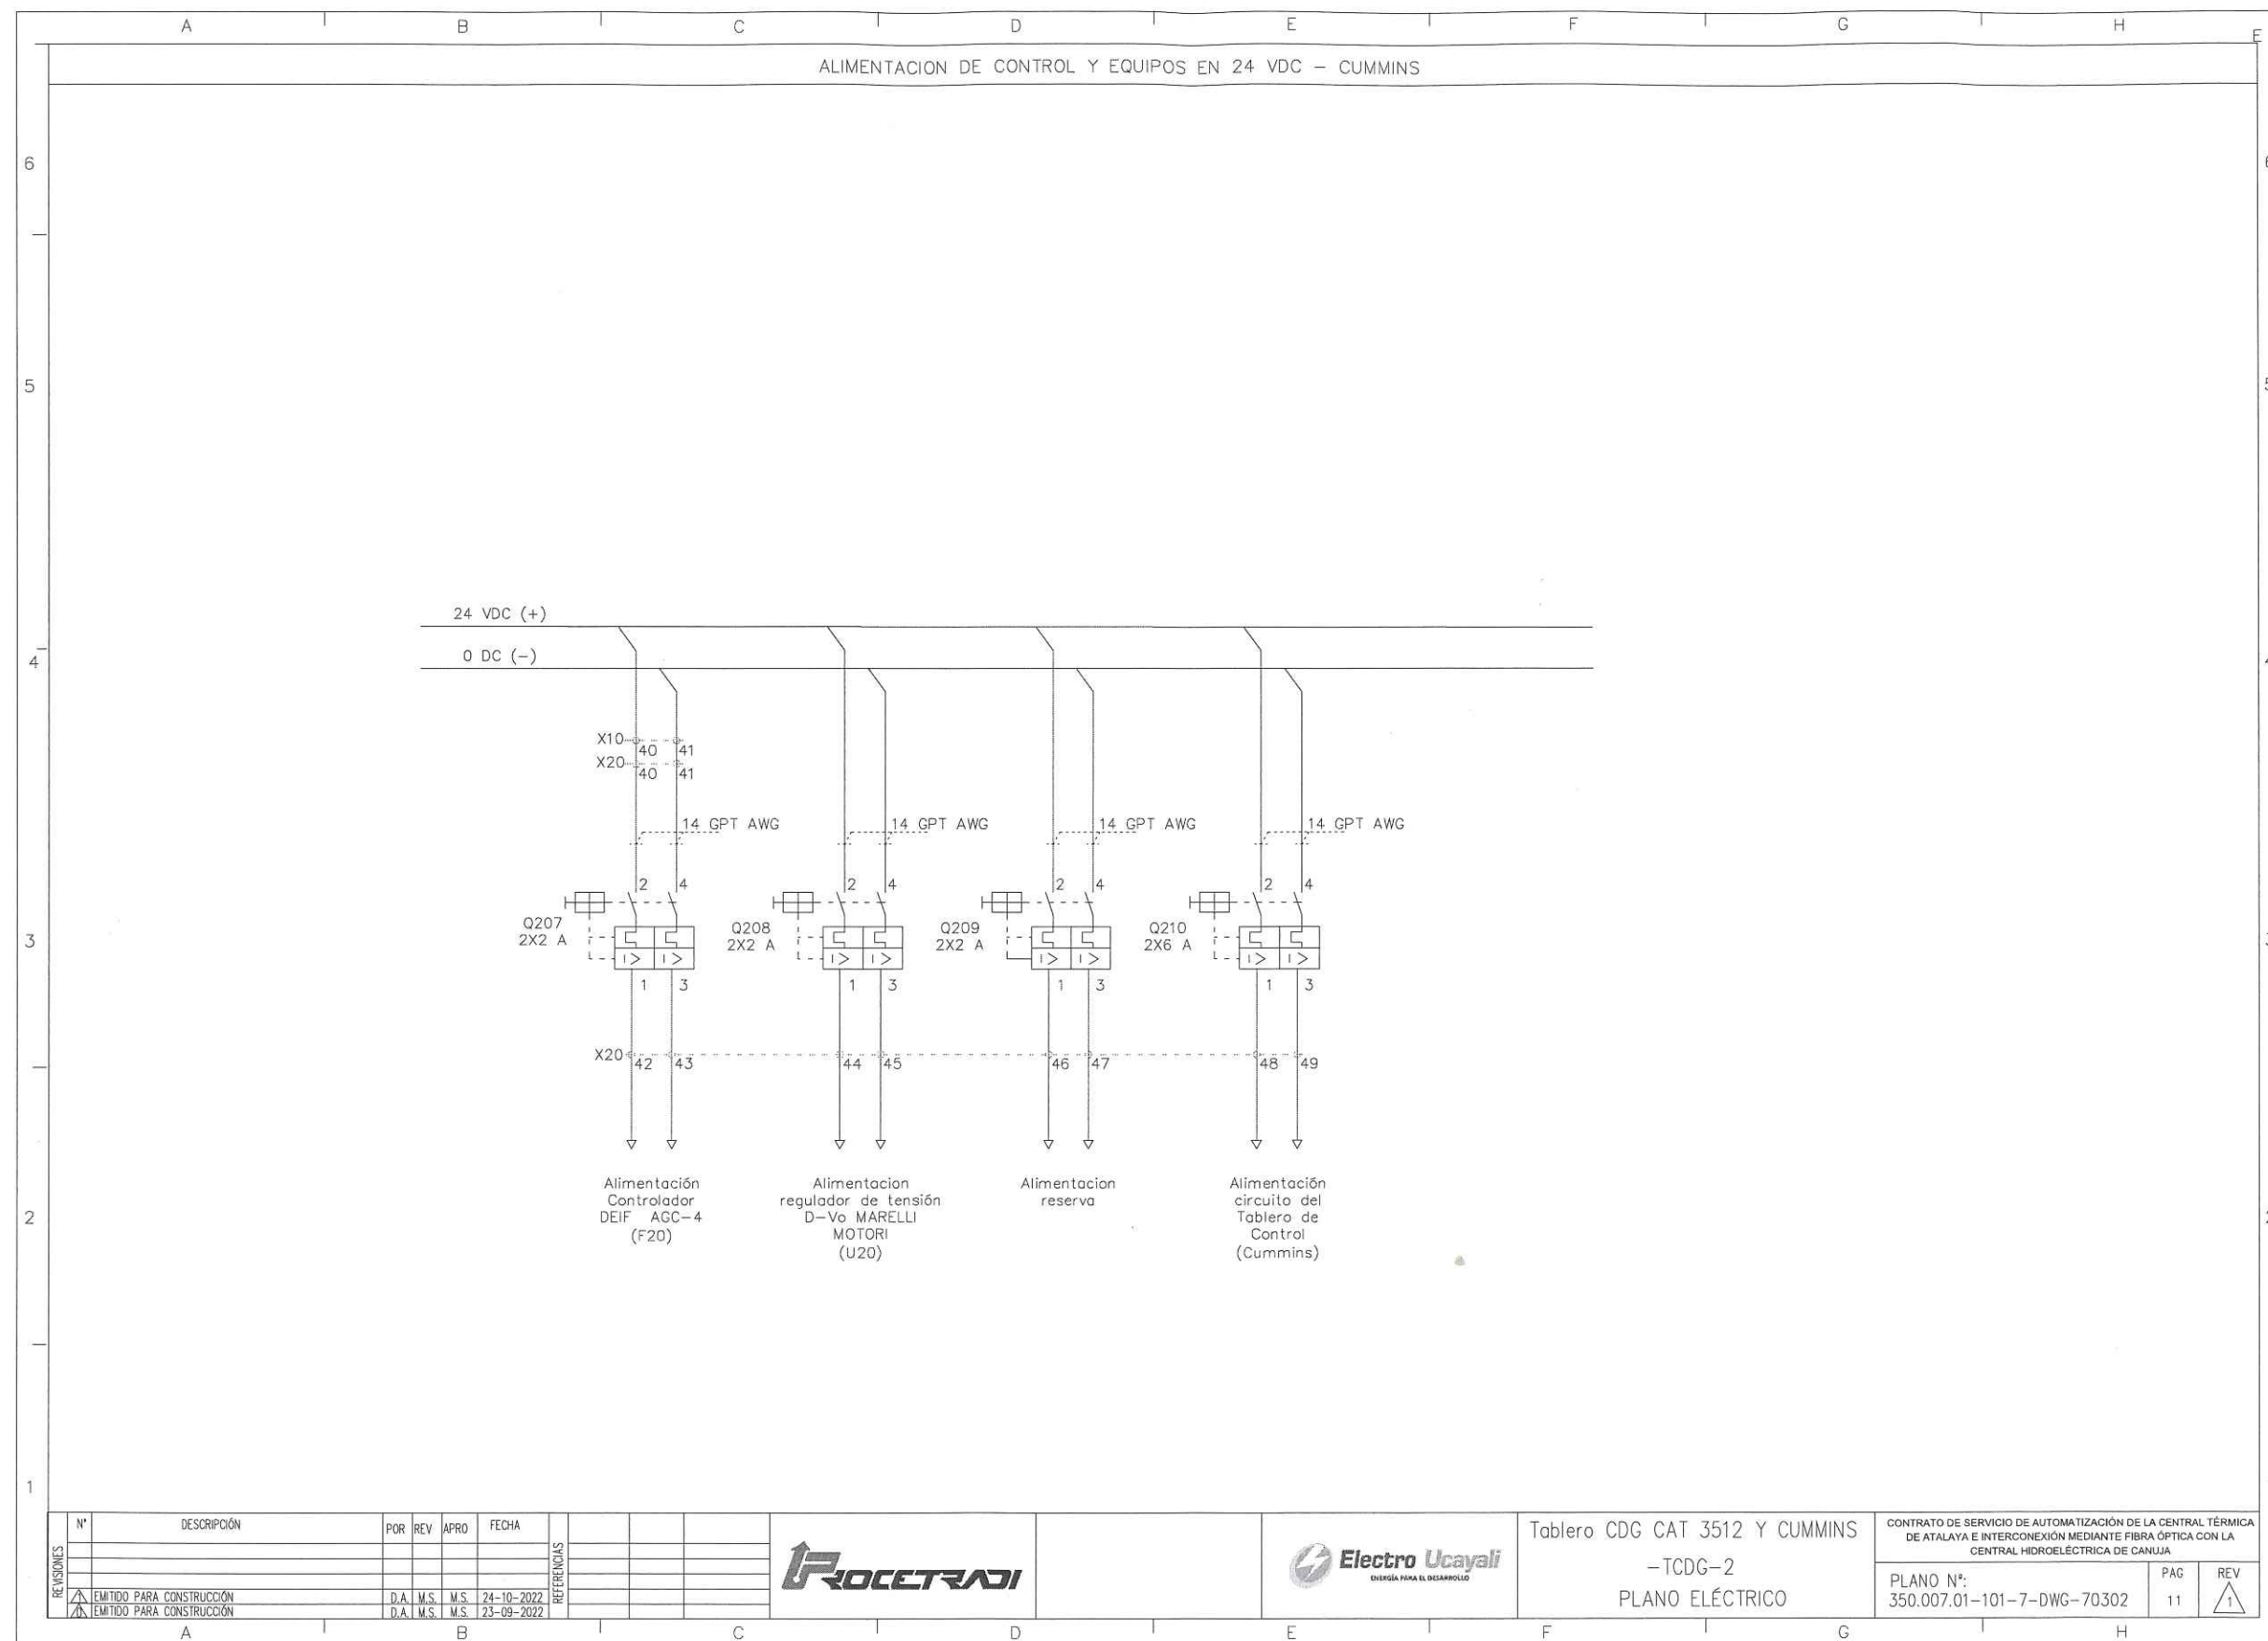 A B C D E F G H
E
ALIMENTACION DE CONTROL Y EQUIPOS EN 24 VDC – CUMMINS
6
5
4
3
2
1
24 VDC (+)
0 DC (–)
X10 40 41
X20 40 41
14 GPT AWG 14 GPT AWG 14 GPT AWG 14 GPT AWG
2 4 2 4 2 4 2 4
Q207 Q208 Q209 Q210
2X2 A 2X2 A 2X2 A 2X6 A
I> I> I> I> I> I> I> I>
1 3 1 3 1 3 1 3
X20 42 43 44 45 46 47 48 49
Alimentación
Controlador
DEIF AGC–4
(F20)
Alimentacion
regulador de tensión
D–Vo MARELLI
MOTORI
(U20)
Alimentacion
reserva
Alimentación
circuito del
Tablero de
Control
(Cummins)
REVISIONES
N° DESCRIPCIÓN POR REV APRO FECHA
EMITIDO PARA CONSTRUCCIÓN D.A. M.S. M.S. 24–10–2022
EMITIDO PARA CONSTRUCCIÓN D.A. M.S. M.S. 23–09–2022
REFERENCIAS
PROCETRADI
Electro Ucayali
ENERGÍA PARA EL DESARROLLO
Tablero CDG CAT 3512 Y CUMMINS
–TCDG–2
PLANO ELÉCTRICO
CONTRATO DE SERVICIO DE AUTOMATIZACIÓN DE LA CENTRAL TÉRMICA
DE ATALAYA E INTERCONEXIÓN MEDIANTE FIBRA ÓPTICA CON LA
CENTRAL HIDROELÉCTRICA DE CANUJA
PLANO N°:
350.007.01–101–7–DWG–70302
PAG
11
REV
1
A B C D E F G H